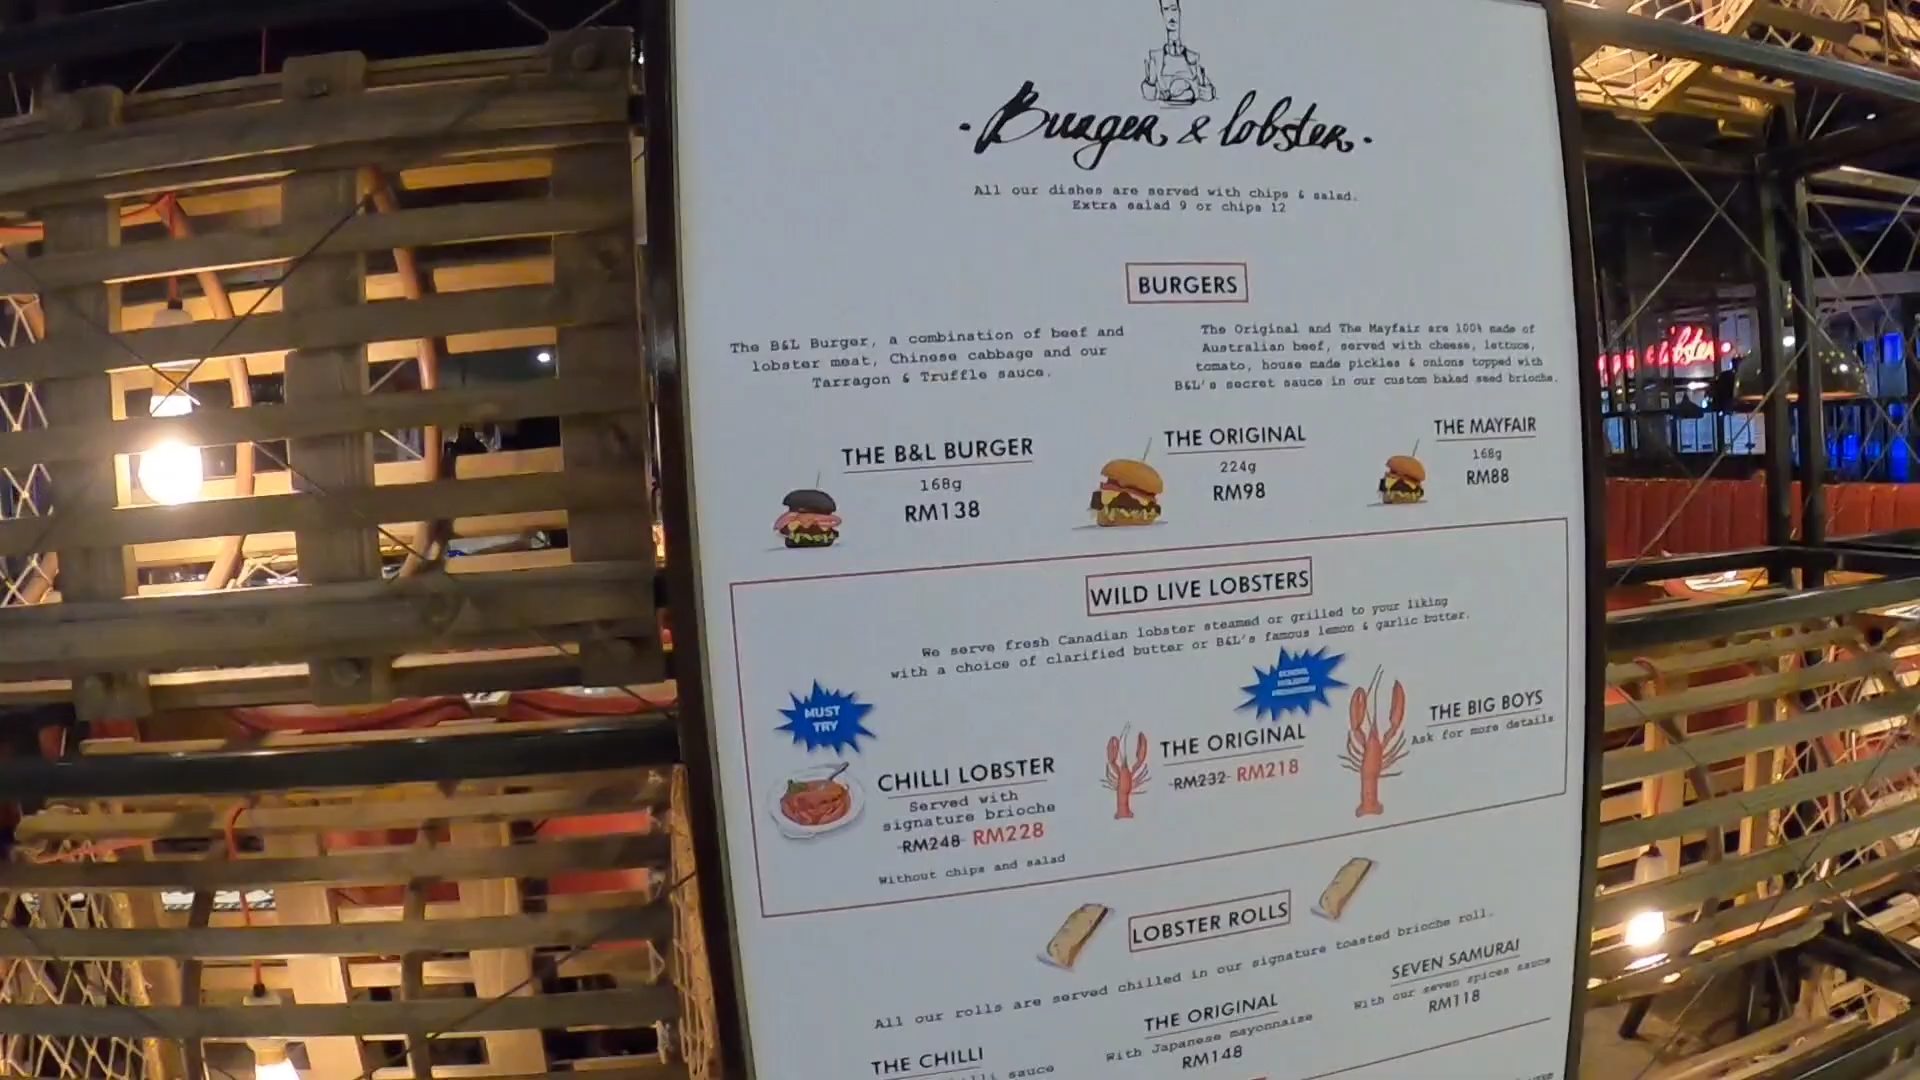 · Burger & lobster ·
All our dishes are served with chips & salad.
Extra salad 9 or chips 12
BURGERS
The B&L Burger, a combination of beef and
lobster meat, Chinese cabbage and our
Tarragon & Truffle sauce.
The Original and The Mayfair are 100% made of
Australian beef, served with cheese, lettuce,
tomato, house made pickles & onions topped with
B&L's secret sauce in our custom baked seed brioche.
THE B&L BURGER
168g
RM138
THE ORIGINAL
224g
RM98
THE MAYFAIR
168g
RM88
WILD LIVE LOBSTERS
We serve fresh Canadian lobster steamed or grilled to your liking
with a choice of clarified butter or B&L's famous lemon & garlic butter.
MUST
TRY
CHILLI LOBSTER
Served with
signature brioche
RM248 RM228
Without chips and salad
SCHOOL
HOLIDAY
PROMOTION
THE ORIGINAL
RM232 RM218
THE BIG BOYS
Ask for more details
LOBSTER ROLLS
All our rolls are served chilled in our signature toasted brioche roll.
THE CHILLI
sauce
THE ORIGINAL
With Japanese mayonnaise
RM148
SEVEN SAMURAI
With our seven spices sauce
RM118
lobster